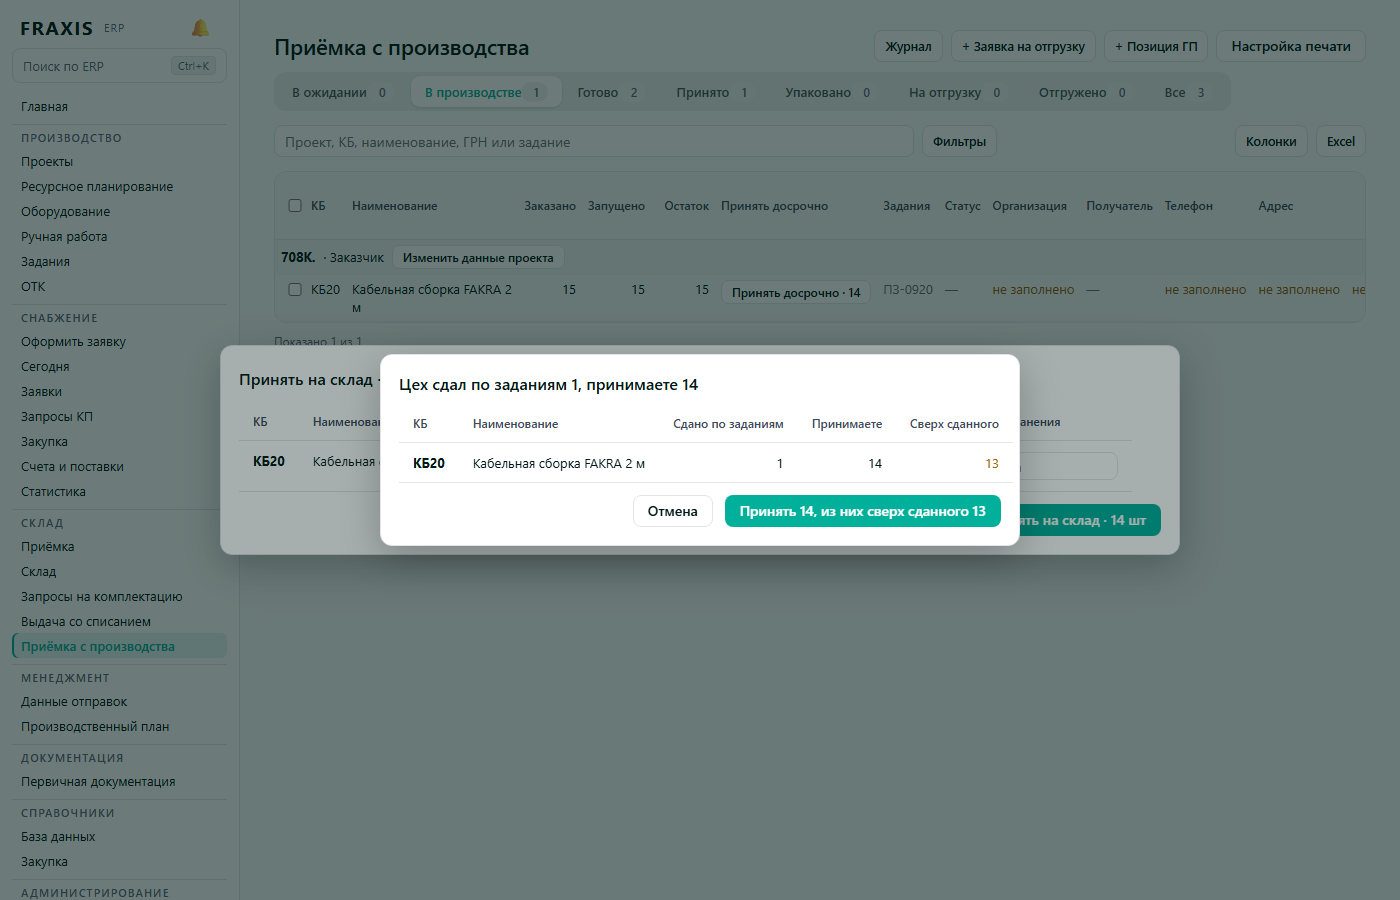 FRAXIS ERP
Поиск по ERP Ctrl+K
Главная
ПРОИЗВОДСТВО
Проекты
Ресурсное планирование
Оборудование
Ручная работа
Задания
ОТК
СНАБЖЕНИЕ
Оформить заявку
Сегодня
Заявки
Запросы КП
Закупка
Счета и поставки
Статистика
СКЛАД
Приёмка
Склад
Запросы на комплектацию
Выдача со списанием
Приёмка с производства
МЕНЕДЖМЕНТ
Данные отправок
Производственный план
ДОКУМЕНТАЦИЯ
Первичная документация
СПРАВОЧНИКИ
База данных
Закупка
АДМИНИСТРИРОВАНИЕ
Приёмка с производства
Журнал + Заявка на отгрузку + Позиция ГП Настройка печати
В ожидании 0 В производстве 1 Готово 2 Принято 1 Упаковано 0 На отгрузку 0 Отгружено 0 Все 3
Проект, КБ, наименование, ГРН или задание Фильтры Колонки Excel
КБ Наименование Заказано Запущено Остаток Принять досрочно Задания Статус Организация Получатель Телефон Адрес
708К. · Заказчик Изменить данные проекта
КБ20 Кабельная сборка FAKRA 2 м 15 15 15 Принять досрочно · 14 ПЗ-0920 — не заполнено — не заполнено не заполнено не
Показано 1 из 1
Принять на склад ·
КБ
КБ20 Кабельная
ять на склад · 14 шт
Цех сдал по заданиям 1, принимаете 14
КБ Наименование Сдано по заданиям Принимаете Сверх сданного
КБ20 Кабельная сборка FAKRA 2 м 1 14 13
Отмена Принять 14, из них сверх сданного 13